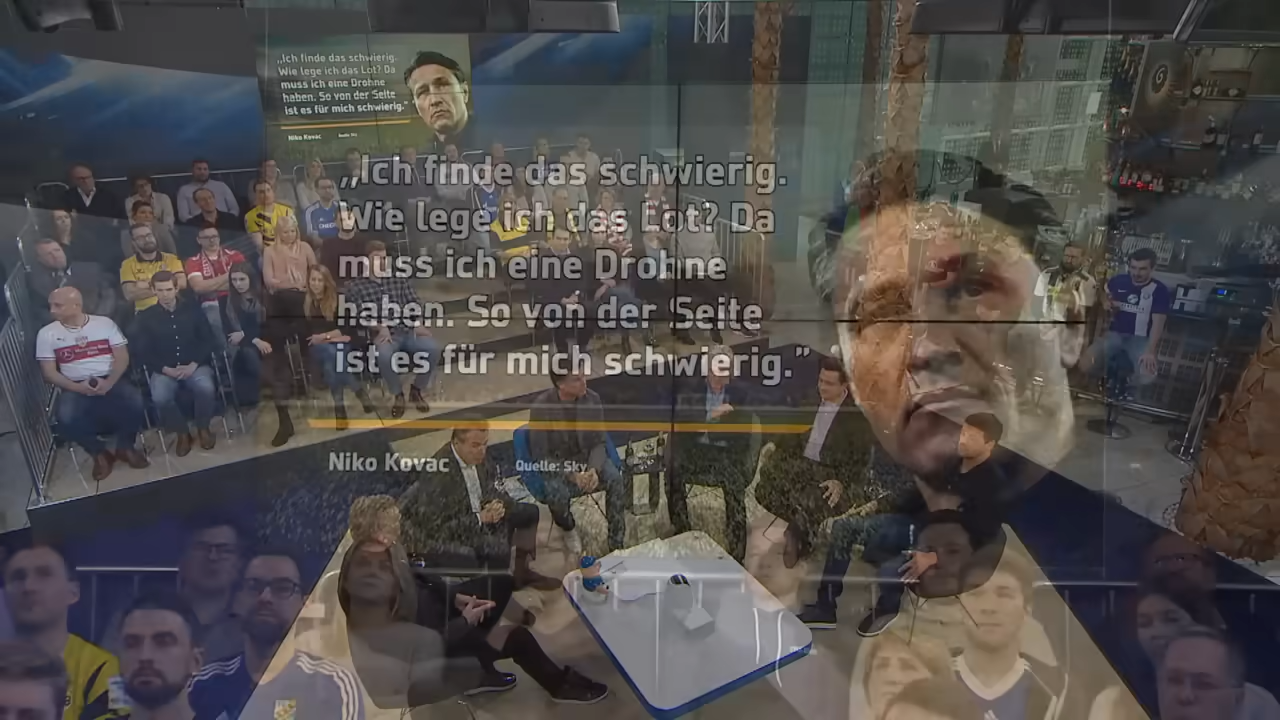 „Ich finde das schwierig.
Wie lege ich das Lot? Da
muss ich eine Drohne
haben. So von der Seite
ist es für mich schwierig.”
Niko Kovac
Quelle: Sky
„Ich finde das schwierig.
Wie lege ich das Lot? Da
muss ich eine Drohne
haben. So von der Seite
ist es für mich schwierig.”
Niko Kovac
Quelle: Sky